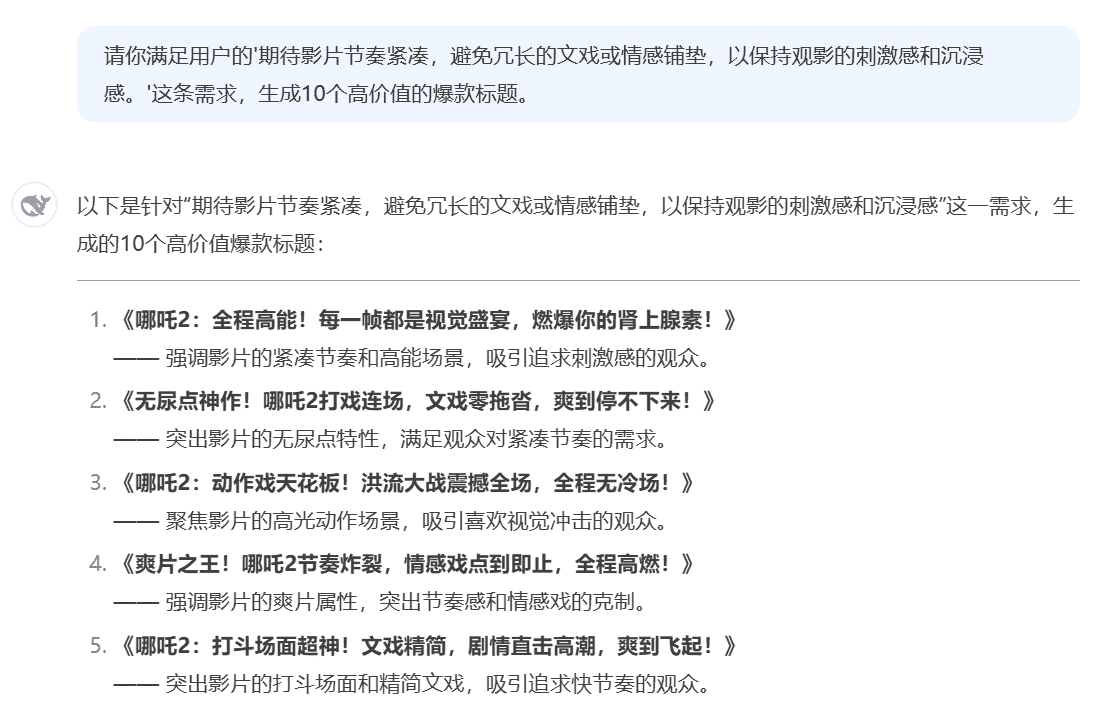 请你满足用户的'期待影片节奏紧凑，避免冗长的文戏或情感铺垫，以保持观影的刺激感和沉浸
感。'这条需求，生成10个高价值的爆款标题。
以下是针对“期待影片节奏紧凑，避免冗长的文戏或情感铺垫，以保持观影的刺激感和沉浸感”这一需求，生
成的10个高价值爆款标题：
1. 《哪吒2：全程高能！每一帧都是视觉盛宴，燃爆你的肾上腺素！》
—— 强调影片的紧凑节奏和高能场景，吸引追求刺激感的观众。
2. 《无尿点神作！哪吒2打戏连场，文戏零拖沓，爽到停不下来！》
—— 突出影片的无尿点特性，满足观众对紧凑节奏的需求。
3. 《哪吒2：动作戏天花板！洪流大战震撼全场，全程无冷场！》
—— 聚焦影片的高光动作场景，吸引喜欢视觉冲击的观众。
4. 《爽片之王！哪吒2节奏炸裂，情感戏点到即止，全程高燃！》
—— 强调影片的爽片属性，突出节奏感和情感戏的克制。
5. 《哪吒2：打斗场面超神！文戏精简，剧情直击高潮，爽到飞起！》
—— 突出影片的打斗场面和精简文戏，吸引追求快节奏的观众。